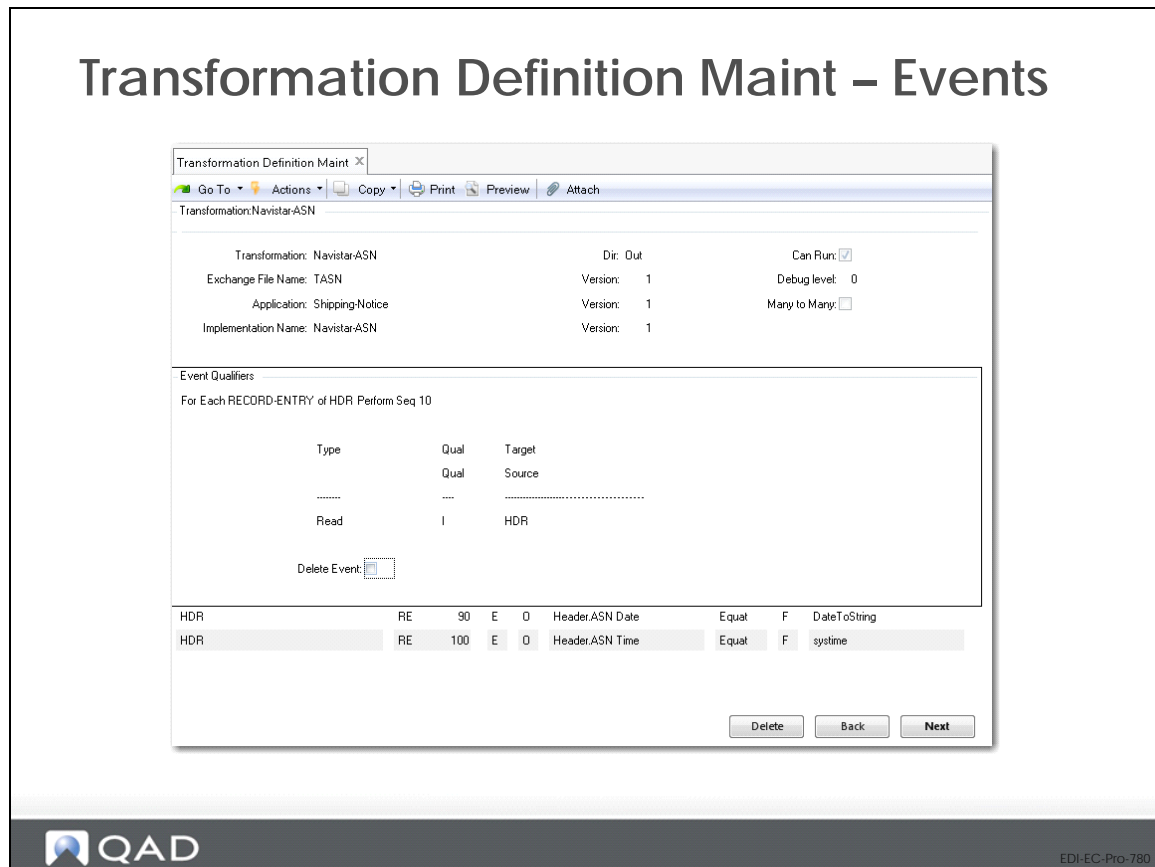 Transformation Definition Maint – Events
Transformation Definition Maint
Go To Actions Copy Print Preview Attach
Transformation:Navistar-ASN
Transformation: Navistar-ASN Dir: Out Can Run:
Exchange File Name: TASN Version: 1 Debug level: 0
Application: Shipping-Notice Version: 1 Many to Many:
Implementation Name: Navistar-ASN Version: 1
Event Qualifiers
For Each RECORD-ENTRY of HDR Perform Seq 10
Type Qual Target
Qual Source
-------- ---- ----------------------------------------
Read I HDR
Delete Event:
HDR RE 90 E O Header.ASN Date Equat F DateToString
HDR RE 100 E O Header.ASN Time Equat F systime
Delete Back Next
QAD
EDI-EC-Pro-780